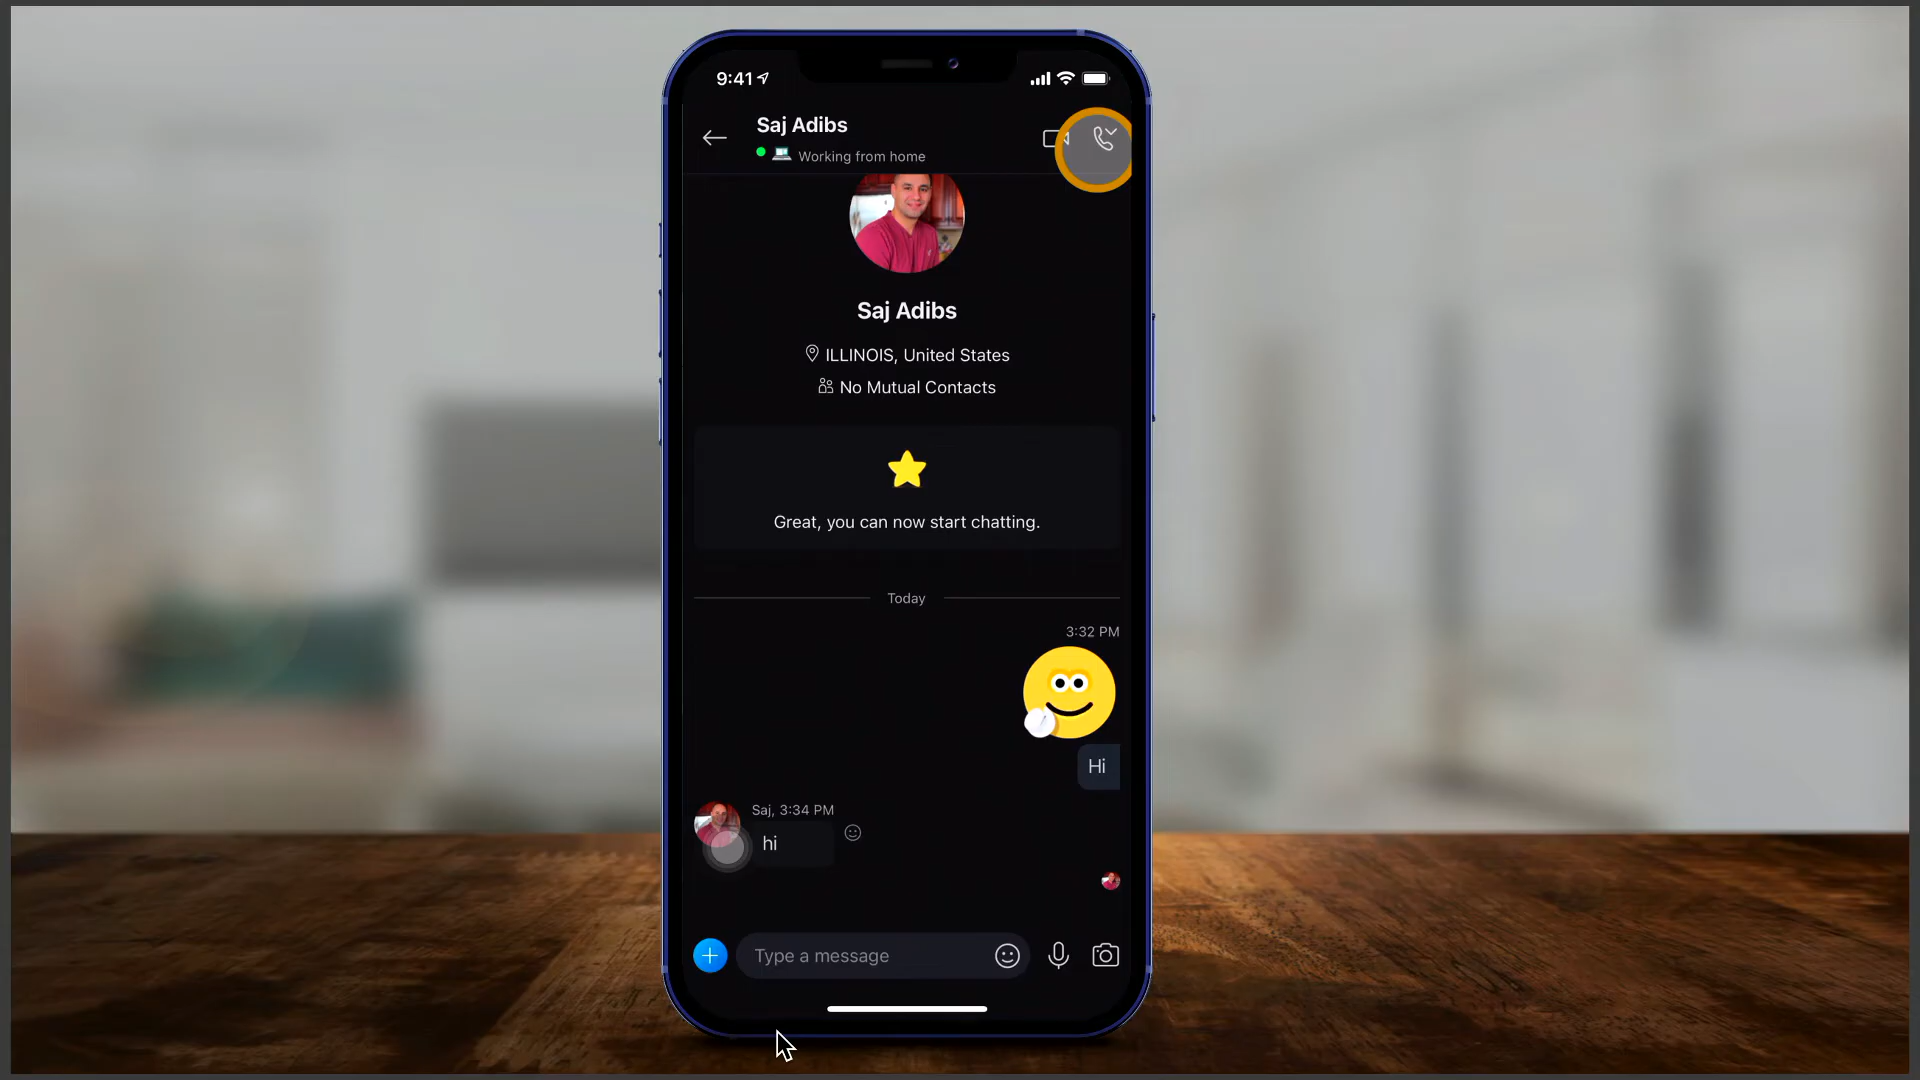 9:41
Saj Adibs
Working from home
Saj Adibs
ILLINOIS, United States
No Mutual Contacts
Great, you can now start chatting.
Today
3:32 PM
Hi
Saj, 3:34 PM
hi
Type a message